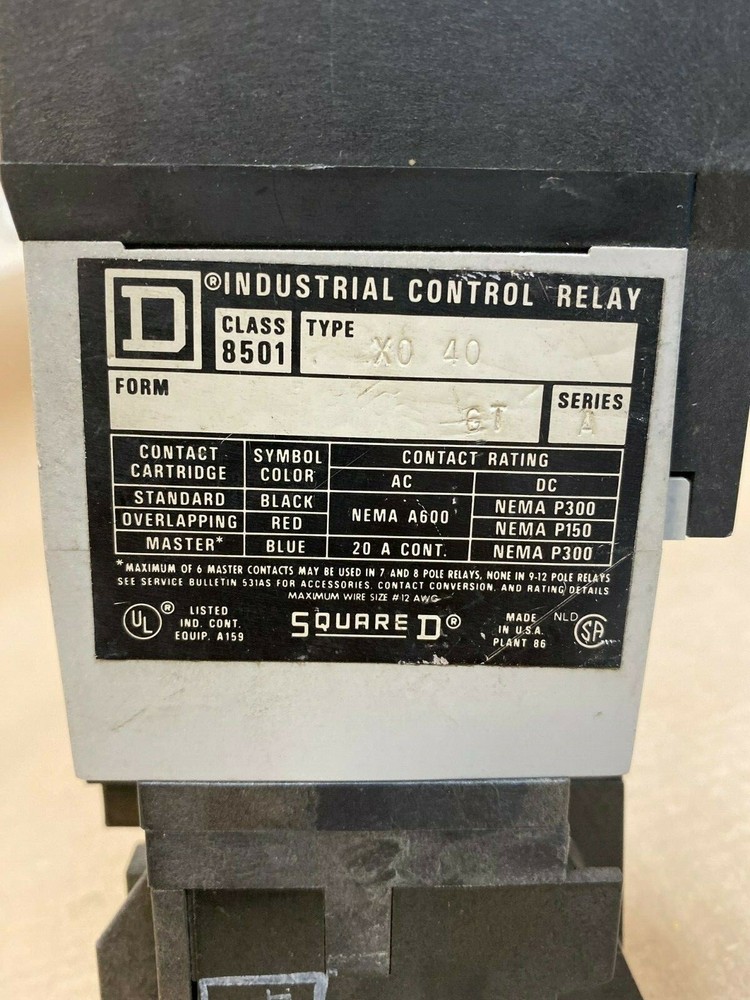 D ® INDUSTRIAL CONTROL RELAY
CLASS 8501 TYPE XO 40
FORM GT SERIES A
CONTACT CARTRIDGE SYMBOL COLOR CONTACT RATING
AC DC
STANDARD BLACK NEMA A600 NEMA P300
OVERLAPPING RED NEMA P150
MASTER* BLUE 20 A CONT. NEMA P300
*MAXIMUM OF 6 MASTER CONTACTS MAY BE USED IN 7 AND 8 POLE RELAYS, NONE IN 9-12 POLE RELAYS
SEE SERVICE BULLETIN 531AS FOR ACCESSORIES, CONTACT CONVERSION, AND RATING DETAILS
MAXIMUM WIRE SIZE #12 AWG
UL ® LISTED
IND. CONT.
EQUIP. A159
SQUARE D ®
MADE
IN U.S.A.
PLANT 86
NLD SA